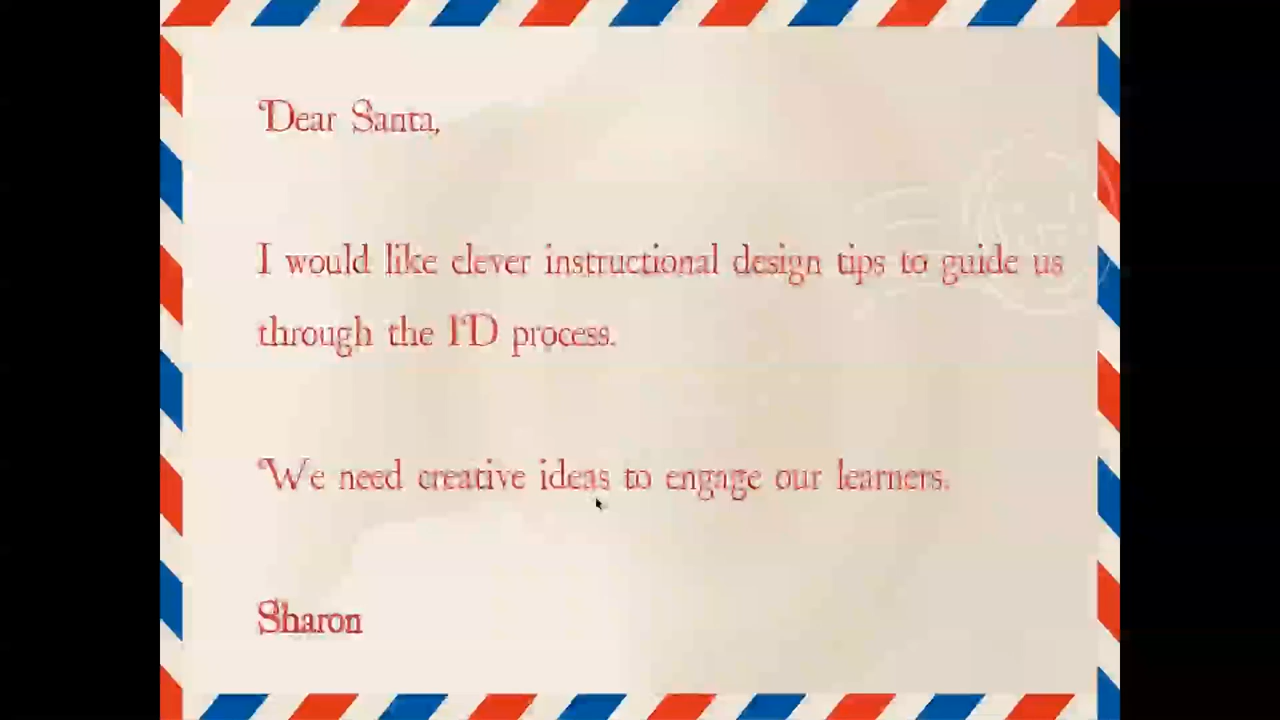 Dear Santa,
I would like clever instructional design tips to guide us
through the ID process.
We need creative ideas to engage our learners.
Sharon